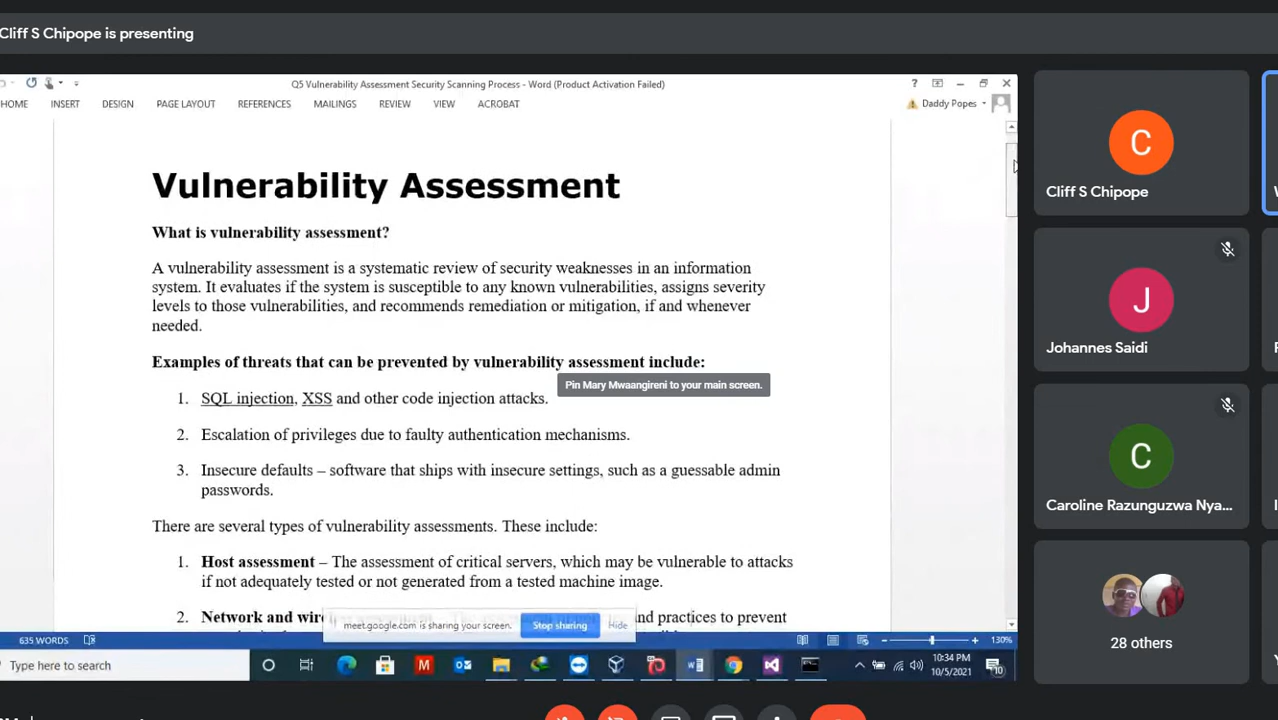 Cliff S Chipope is presenting
Q5 Vulnerability Assessment Security Scanning Process - Word (Product Activation Failed)
HOME INSERT DESIGN PAGE LAYOUT REFERENCES MAILINGS REVIEW VIEW ACROBAT
Daddy Popes
Vulnerability Assessment
What is vulnerability assessment?
A vulnerability assessment is a systematic review of security weaknesses in an information
system. It evaluates if the system is susceptible to any known vulnerabilities, assigns severity
levels to those vulnerabilities, and recommends remediation or mitigation, if and whenever
needed.
Examples of threats that can be prevented by vulnerability assessment include:
Pin Mary Mwaangireni to your main screen.
1. SQL injection, XSS and other code injection attacks.
2. Escalation of privileges due to faulty authentication mechanisms.
3. Insecure defaults – software that ships with insecure settings, such as a guessable admin
passwords.
There are several types of vulnerability assessments. These include:
1. Host assessment – The assessment of critical servers, which may be vulnerable to attacks
if not adequately tested or not generated from a tested machine image.
2. Network and and practices to prevent
meet.google.com is sharing your screen. Stop sharing Hide
635 WORDS
130%
Type here to search
10:34 PM
10/5/2021
10
C
Cliff S Chipope
J
Johannes Saidi
C
Caroline Razunguzwa Nya...
28 others